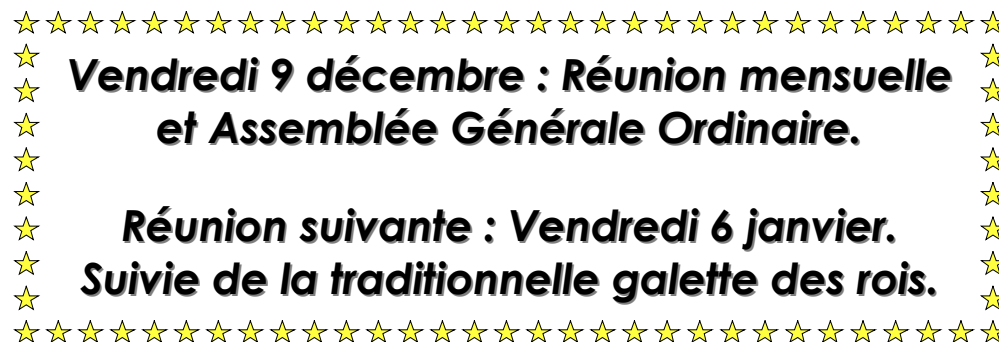 Vendredi 9 décembre : Réunion mensuelle
et Assemblée Générale Ordinaire.
Réunion suivante : Vendredi 6 janvier.
Suivie de la traditionnelle galette des rois.